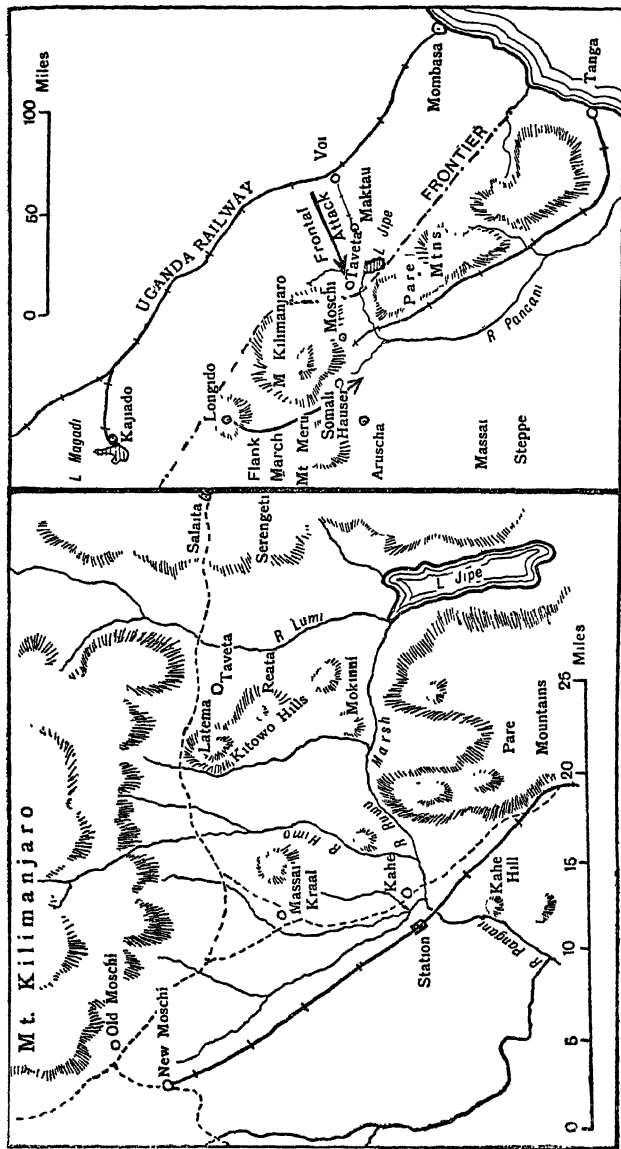 Miles
0
50
100
UGANDA RAILWAY
L Magadi
Kajiado
Longido
Flank
March
Mt Meru
Somali
Hauser
Aruscha
Massai
Steppe
M Kilimanjaro
Moschi
Frontal
Attack
Taveta
L Jipe
Maktau
Voi
FRONTIER
Pare
Mtns
R Pangani
Mombasa
Tanga
Mt. Kilimanjaro
Old Moschi
New Moschi
Massai
Kraal
R Himo
Latema
Taveta
Reata
Kitowo Hills
Mokinni
R Lumi
Salaita
Serengeti
L Jipe
Marsh
R Ruwu
Kahe
Station
Kahe
Hill
R Pangani
Pare
Mountains
0
5
10
15
20
25
Miles